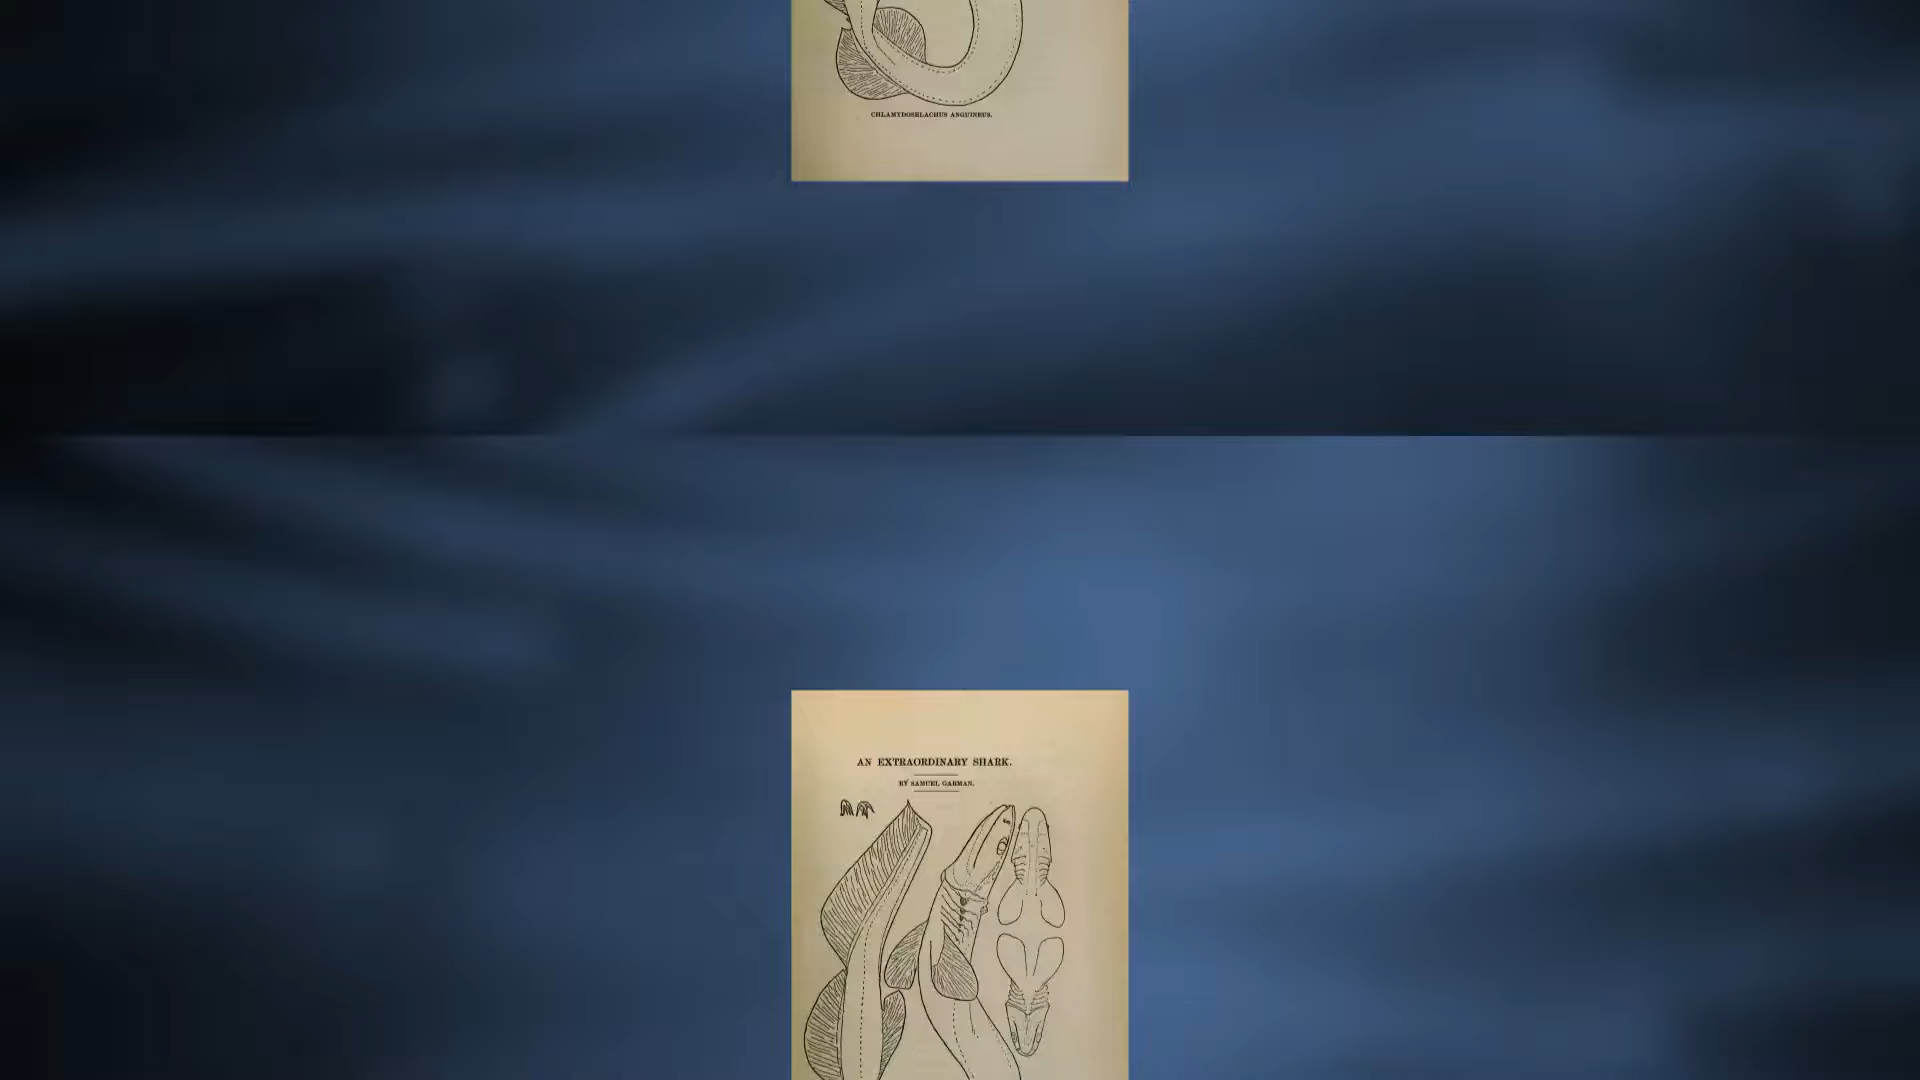 CHLAMYDOSELACHUS ANGUINEUS.
AN EXTRAORDINARY SHARK.
BY SAMUEL GARMAN.